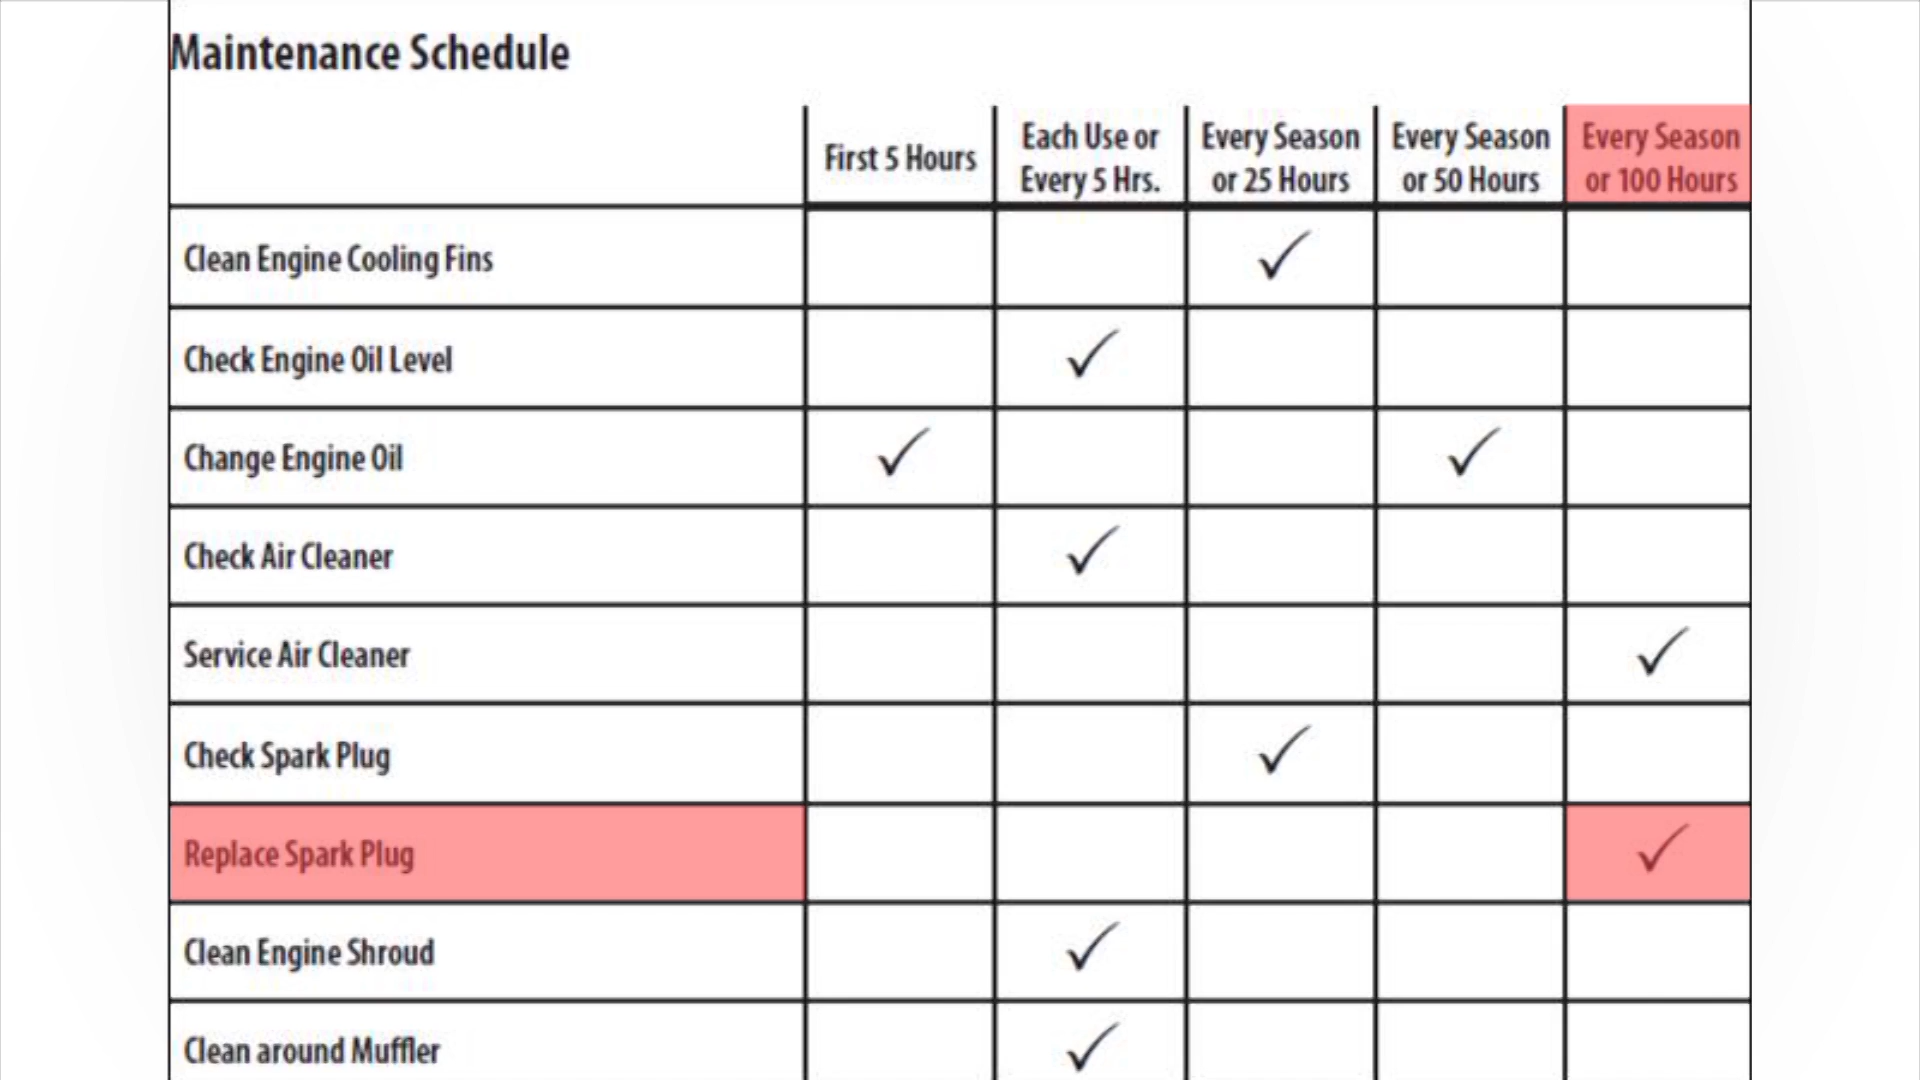 Maintenance Schedule
First 5 Hours
Each Use or
Every 5 Hrs.
Every Season
or 25 Hours
Every Season
or 50 Hours
Every Season
or 100 Hours
Clean Engine Cooling Fins
Check Engine Oil Level
Change Engine Oil
Check Air Cleaner
Service Air Cleaner
Check Spark Plug
Replace Spark Plug
Clean Engine Shroud
Clean around Muffler